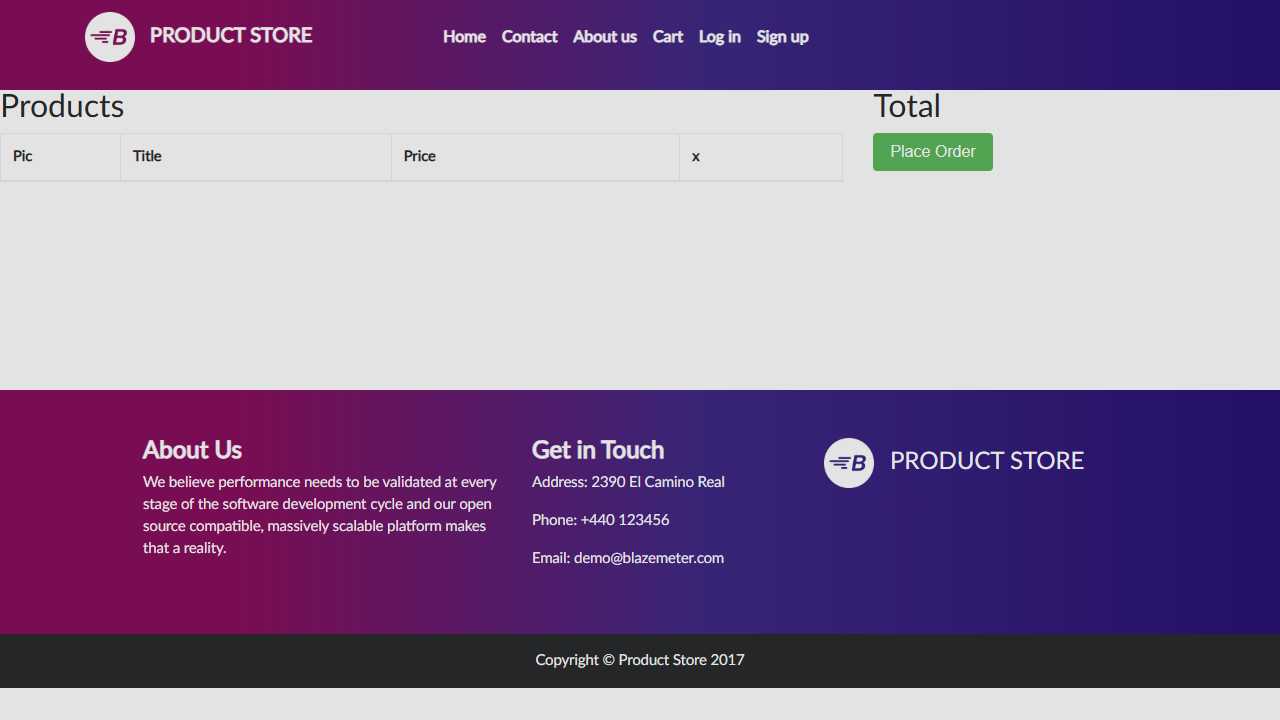 B PRODUCT STORE
Home Contact About us Cart Log in Sign up
Products
Total
Pic Title Price x
Place Order
About Us
We believe performance needs to be validated at every
stage of the software development cycle and our open
source compatible, massively scalable platform makes
that a reality.
Get in Touch
Address: 2390 El Camino Real
Phone: +440 123456
Email: demo@blazemeter.com
B PRODUCT STORE
Copyright © Product Store 2017